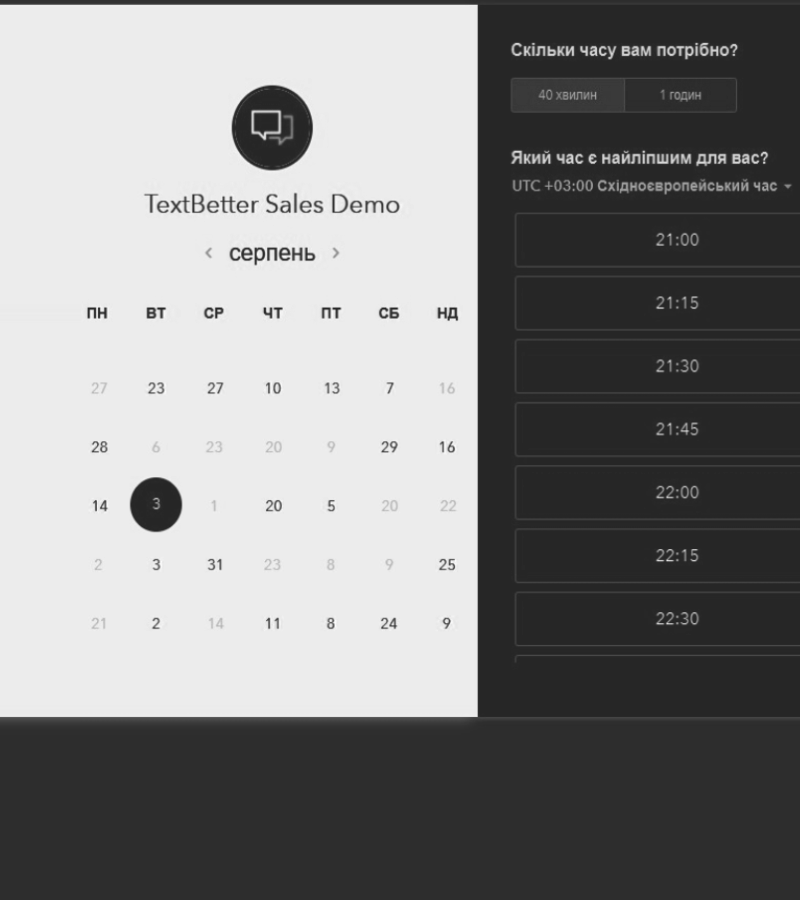 TextBetter Sales Demo
серпень
ПН ВТ СР ЧТ ПТ СБ НД
27 23 27 10 13 7 16
28 6 23 20 9 29 16
14 3 1 20 5 20 22
2 3 31 23 8 9 25
21 2 14 11 8 24 9
Скільки часу вам потрібно?
40 хвилин 1 годин
Який час є найліпшим для вас?
UTC +03:00 Східноєвропейський час
21:00
21:15
21:30
21:45
22:00
22:15
22:30